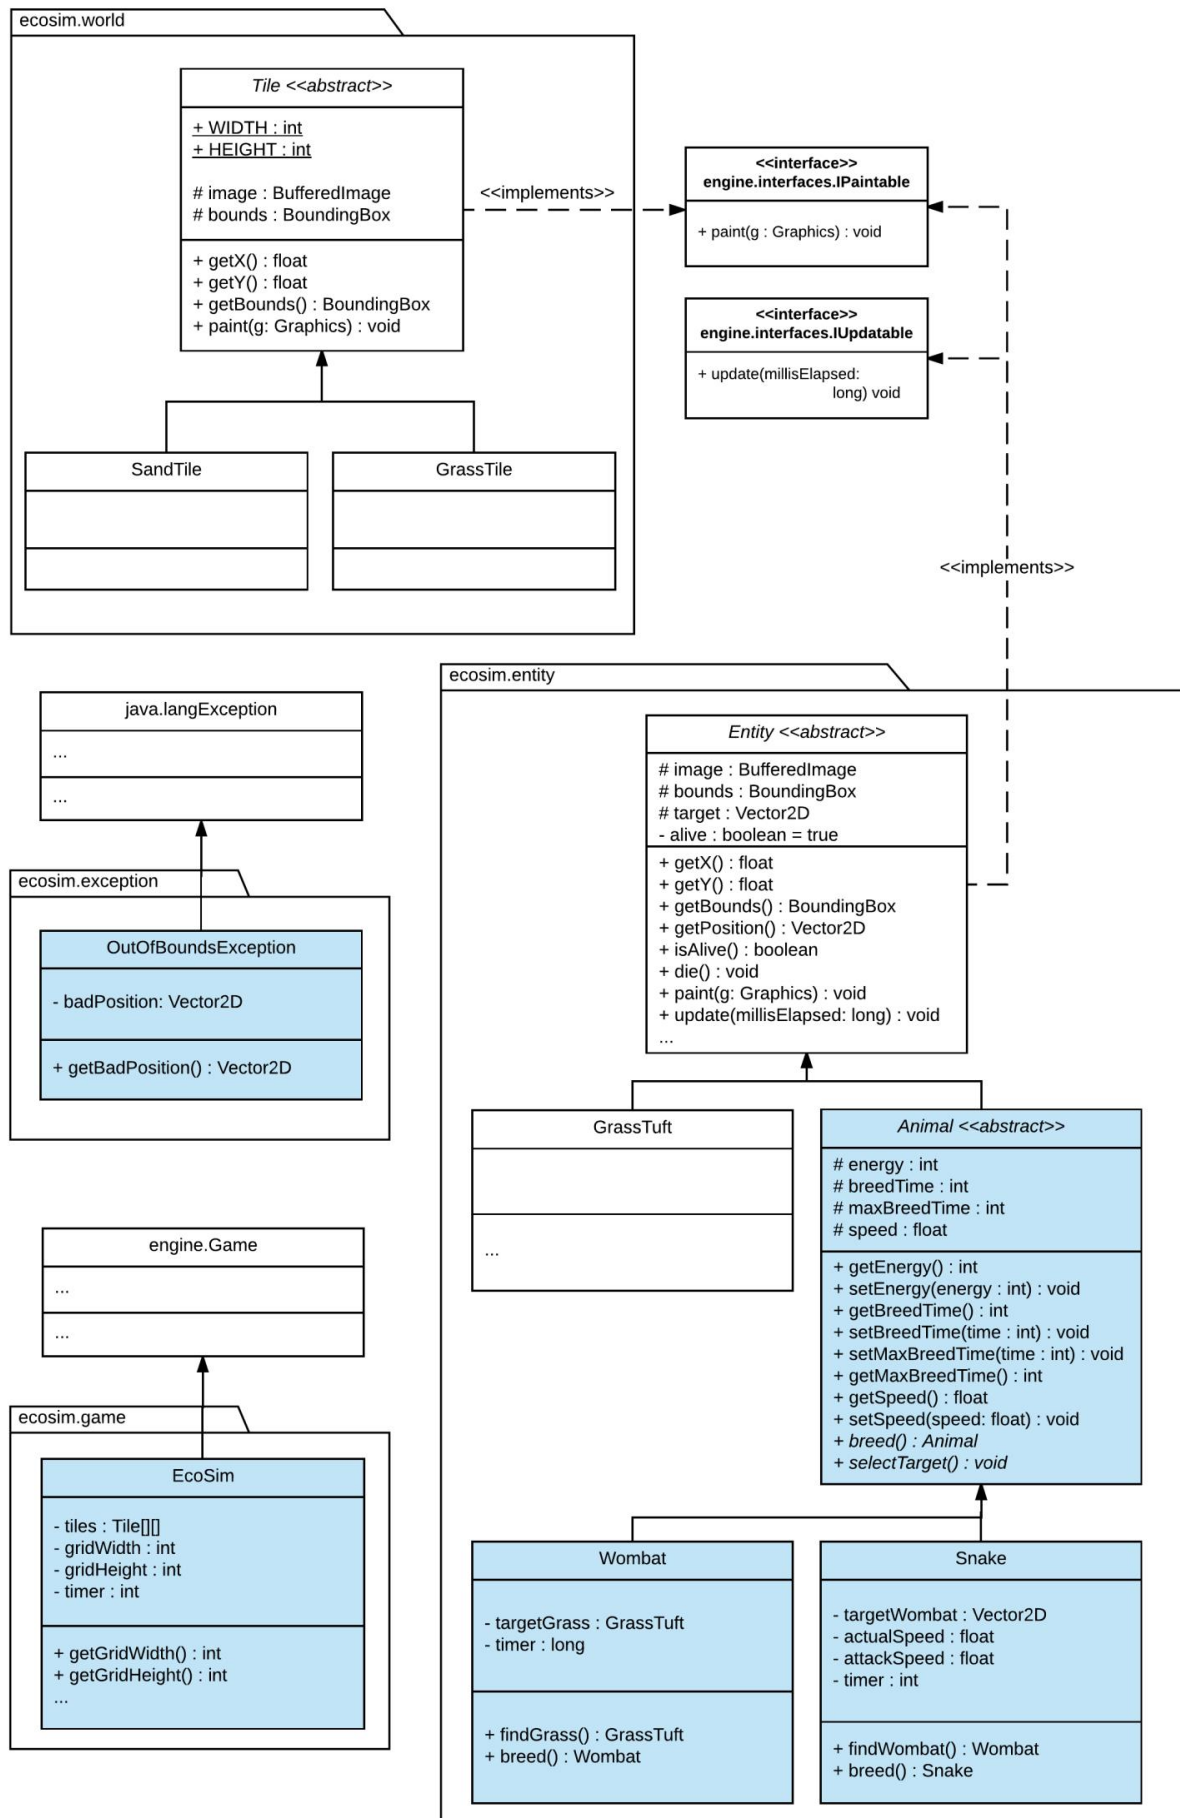 ecosim.world
Tile <<abstract>>
+ WIDTH : int
+ HEIGHT : int
# image : BufferedImage
# bounds : BoundingBox
+ getX() : float
+ getY() : float
+ getBounds() : BoundingBox
+ paint(g: Graphics) : void
SandTile
GrassTile
<<implements>>
<<interface>>
engine.interfaces.IPaintable
+ paint(g : Graphics) : void
<<interface>>
engine.interfaces.IUpdatable
+ update(millisElapsed:
long) void
<<implements>>
java.langException
...
...
ecosim.exception
OutOfBoundsException
- badPosition: Vector2D
+ getBadPosition() : Vector2D
engine.Game
...
...
ecosim.game
EcoSim
- tiles : Tile[][]
- gridWidth : int
- gridHeight : int
- timer : int
+ getGridWidth() : int
+ getGridHeight() : int
...
ecosim.entity
Entity <<abstract>>
# image : BufferedImage
# bounds : BoundingBox
# target : Vector2D
- alive : boolean = true
+ getX() : float
+ getY() : float
+ getBounds() : BoundingBox
+ getPosition() : Vector2D
+ isAlive() : boolean
+ die() : void
+ paint(g: Graphics) : void
+ update(millisElapsed: long) : void
...
GrassTuft
...
Animal <<abstract>>
# energy : int
# breedTime : int
# maxBreedTime : int
# speed : float
+ getEnergy() : int
+ setEnergy(energy : int) : void
+ getBreedTime() : int
+ setBreedTime(time : int) : void
+ setMaxBreedTime(time : int) : void
+ getMaxBreedTime() : int
+ getSpeed() : float
+ setSpeed(speed: float) : void
+ breed() : Animal
+ selectTarget() : void
Wombat
- targetGrass : GrassTuft
- timer : long
+ findGrass() : GrassTuft
+ breed() : Wombat
Snake
- targetWombat : Vector2D
- actualSpeed : float
- attackSpeed : float
- timer : int
+ findWombat() : Wombat
+ breed() : Snake